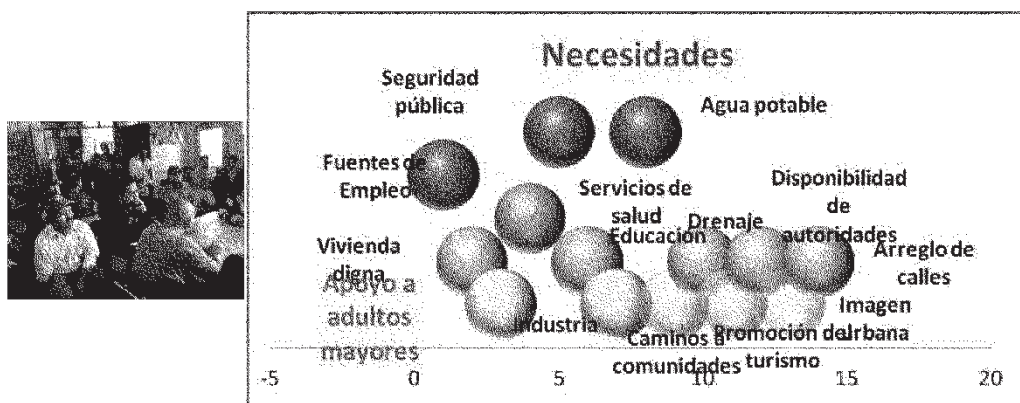 Necesidades
Seguridad
pública
Agua potable
Fuentes de
Empleo
Servicios de
salud
Disponibilidad
de
autoridades
Drenaje
Educación
Vivienda
digna
Arreglo de
calles
Apoyo a
adultos
mayores
Industria
Imagen
Urbana
Caminos a
comunidades
Promoción del
turismo
-5 0 5 10 15 20